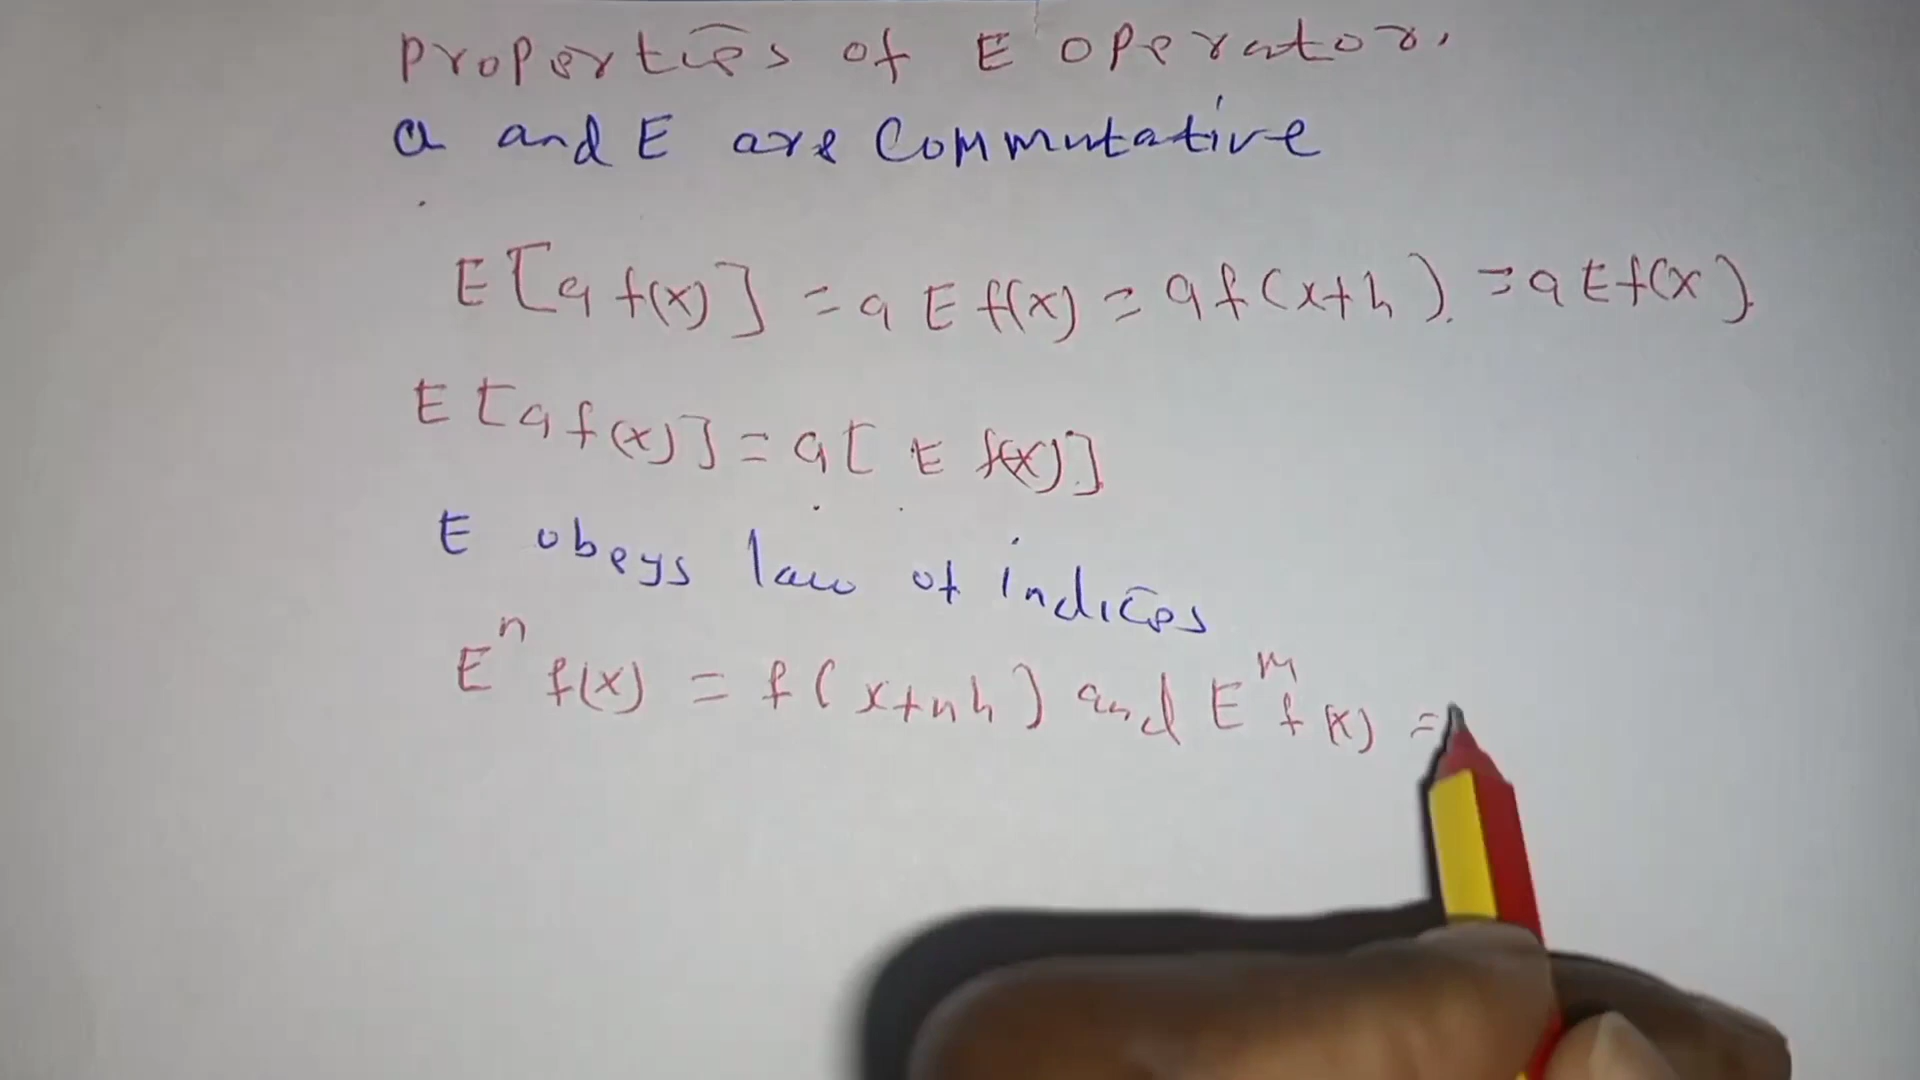 Properties of E operator.
a and E are Commutative
E[a f(x)] = a E f(x) = a f(x+h) = a E f(x)
E[a f(x)] = a[E f(x)]
E obeys law of indices
E^n f(x) = f(x+nh) and E^m f(x) =